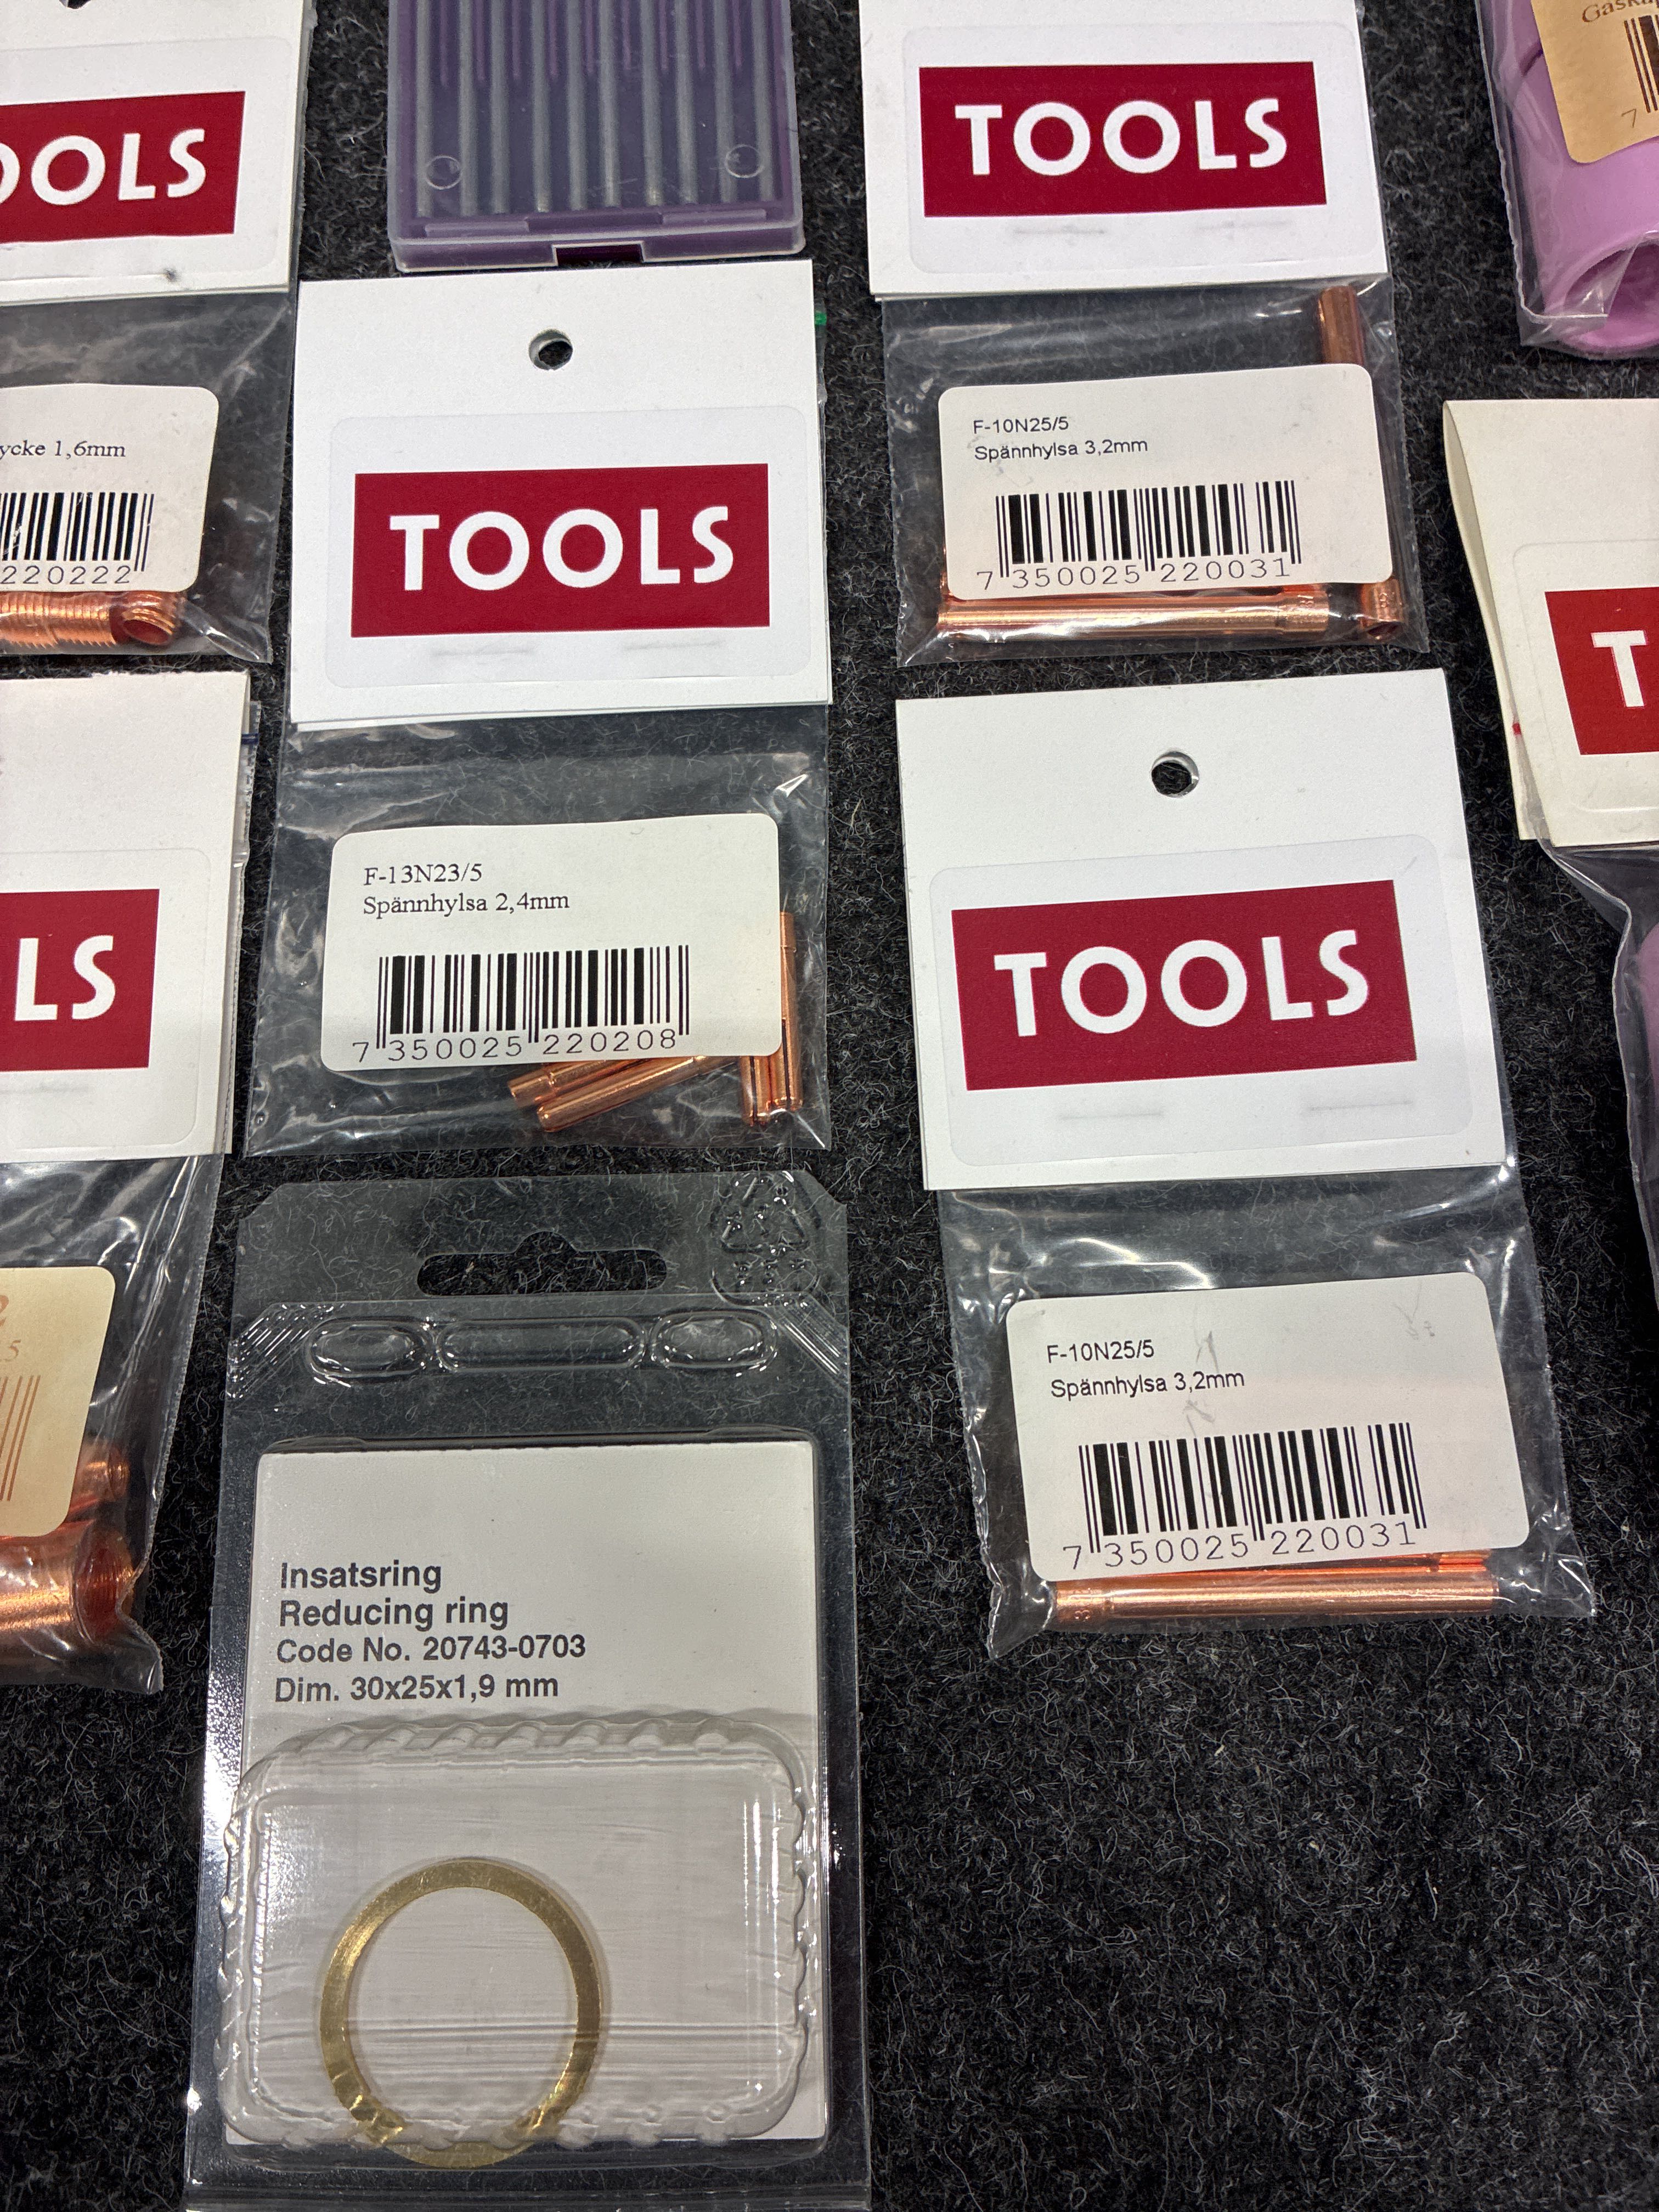 TOOLS
1,6mm
220222
TOOLS
F-10N25/5
Spännhylsa 3,2mm
7 350025 220031
TOOLS
F-13N23/5
Spännhylsa 2,4mm
7 350025 220208
TOOLS
F-10N25/5
Spännhylsa 3,2mm
7 350025 220031
LS
T
Insatsring
Reducing ring
Code No. 20743-0703
Dim. 30x25x1,9 mm